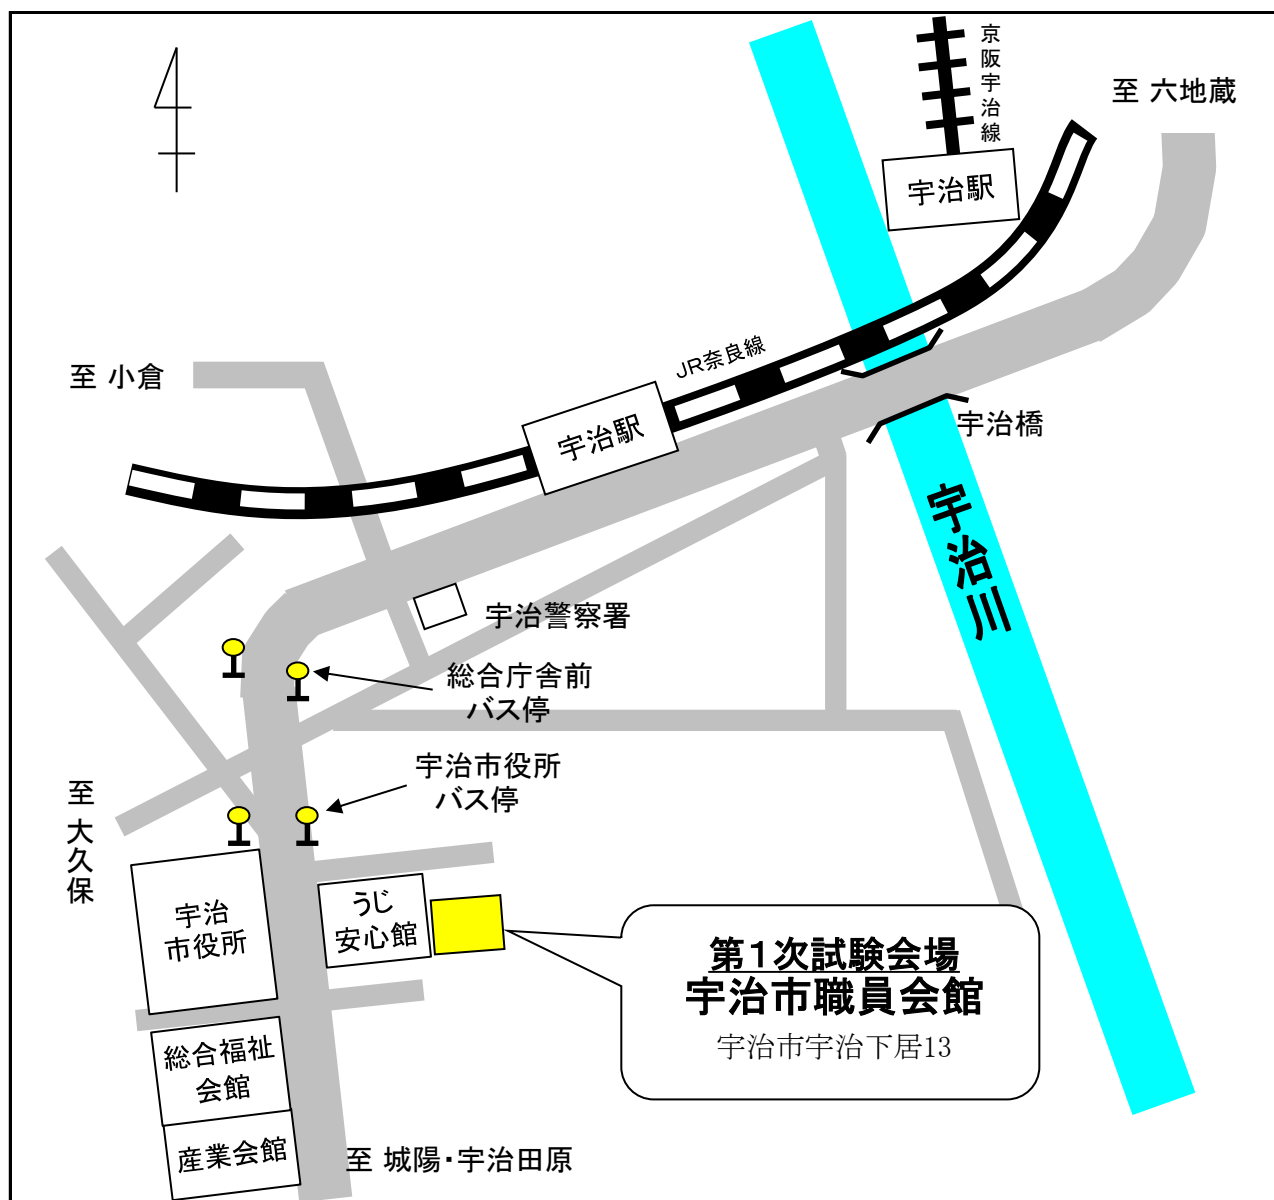 京阪宇治線
至 六地蔵
宇治駅
JR奈良線
至 小倉
宇治駅
宇治橋
宇治川
宇治警察署
総合庁舎前
バス停
宇治市役所
バス停
至 大久保
宇治
市役所
うじ
安心館
第1次試験会場
宇治市職員会館
宇治市宇治下居13
総合福祉
会館
産業会館
至 城陽・宇治田原